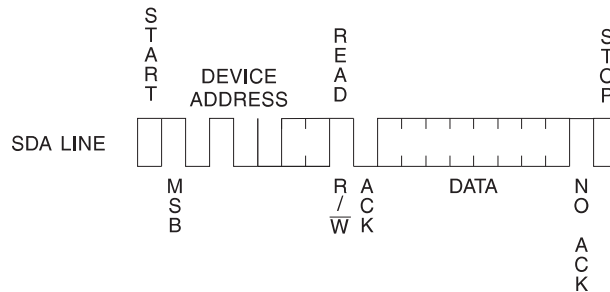 START
DEVICE
ADDRESS
READ
STOP
SDA LINE
MSB
R/W
ACK
DATA
NO ACK